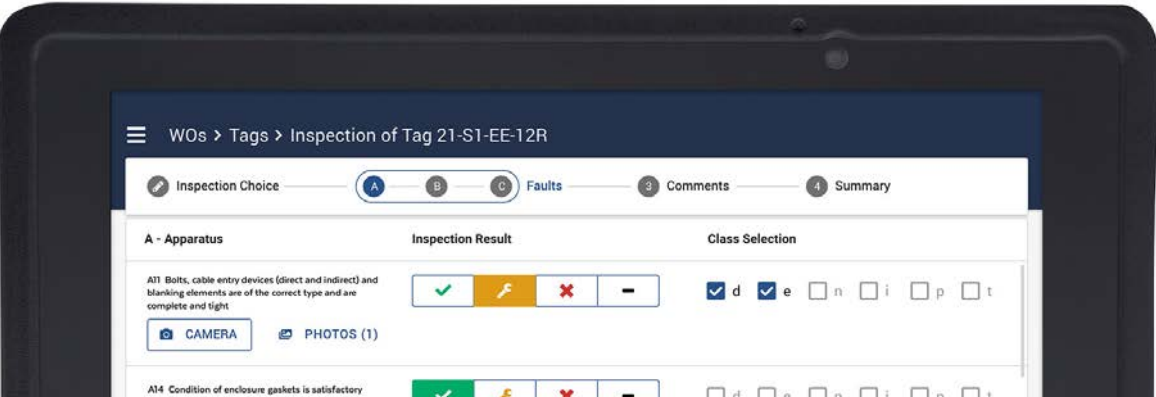 WOs > Tags > Inspection of Tag 21-S1-EE-12R
Inspection Choice A B C Faults 3 Comments 4 Summary
A - Apparatus Inspection Result Class Selection
A11 Bolts, cable entry devices (direct and indirect) and
blanking elements are of the correct type and are
complete and tight
d e n i p t
CAMERA PHOTOS (1)
A14 Condition of enclosure gaskets is satisfactory
d e n i p t